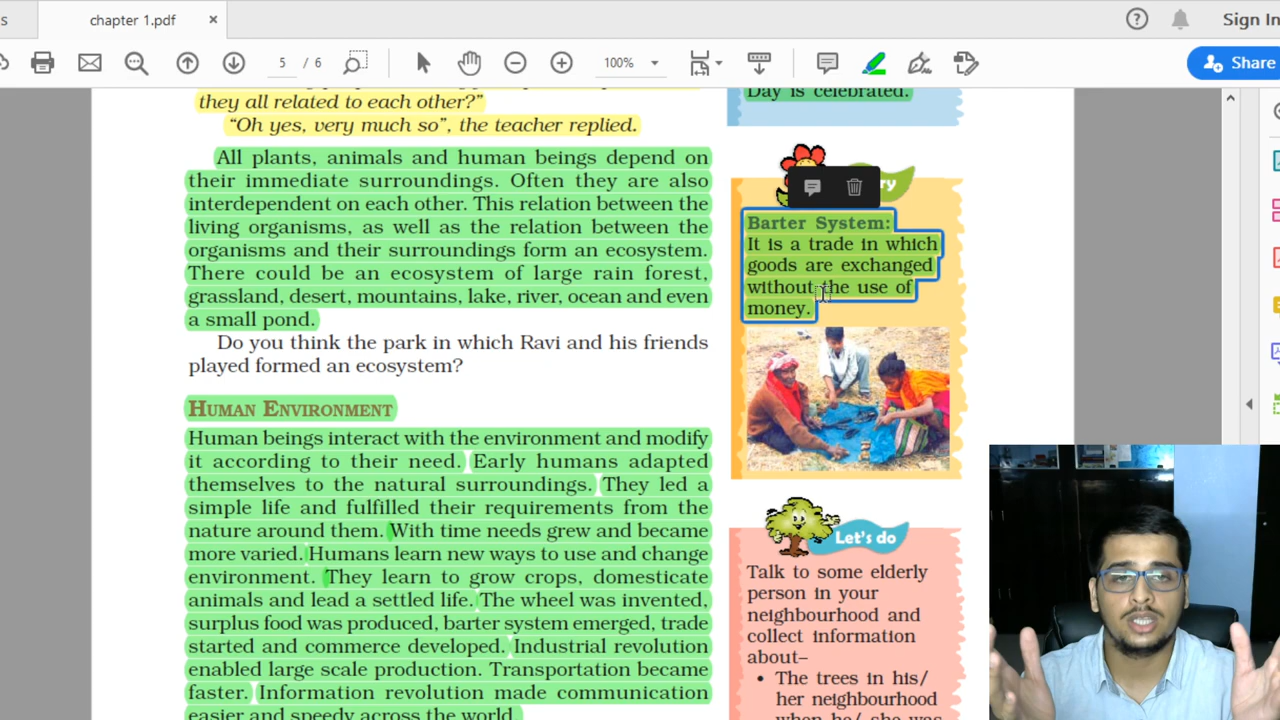 s
chapter 1.pdf
×
Sign In
5 / 6
100%
Share
they all related to each other?"
"Oh yes, very much so", the teacher replied.
All plants, animals and human beings depend on
their immediate surroundings. Often they are also
interdependent on each other. This relation between the
living organisms, as well as the relation between the
organisms and their surroundings form an ecosystem.
There could be an ecosystem of large rain forest,
grassland, desert, mountains, lake, river, ocean and even
a small pond.
Do you think the park in which Ravi and his friends
played formed an ecosystem?
HUMAN ENVIRONMENT
Human beings interact with the environment and modify
it according to their need. Early humans adapted
themselves to the natural surroundings. They led a
simple life and fulfilled their requirements from the
nature around them. With time needs grew and became
more varied. Humans learn new ways to use and change
environment. They learn to grow crops, domesticate
animals and lead a settled life. The wheel was invented,
surplus food was produced, barter system emerged, trade
started and commerce developed. Industrial revolution
enabled large scale production. Transportation became
faster. Information revolution made communication
easier and speedy across the world.
Day is celebrated.
ry
Barter System:
It is a trade in which
goods are exchanged
without the use of
money.
Let's do
Talk to some elderly
person in your
neighbourhood and
collect information
about–
• The trees in his/
her neighbourhood
when he/ she was